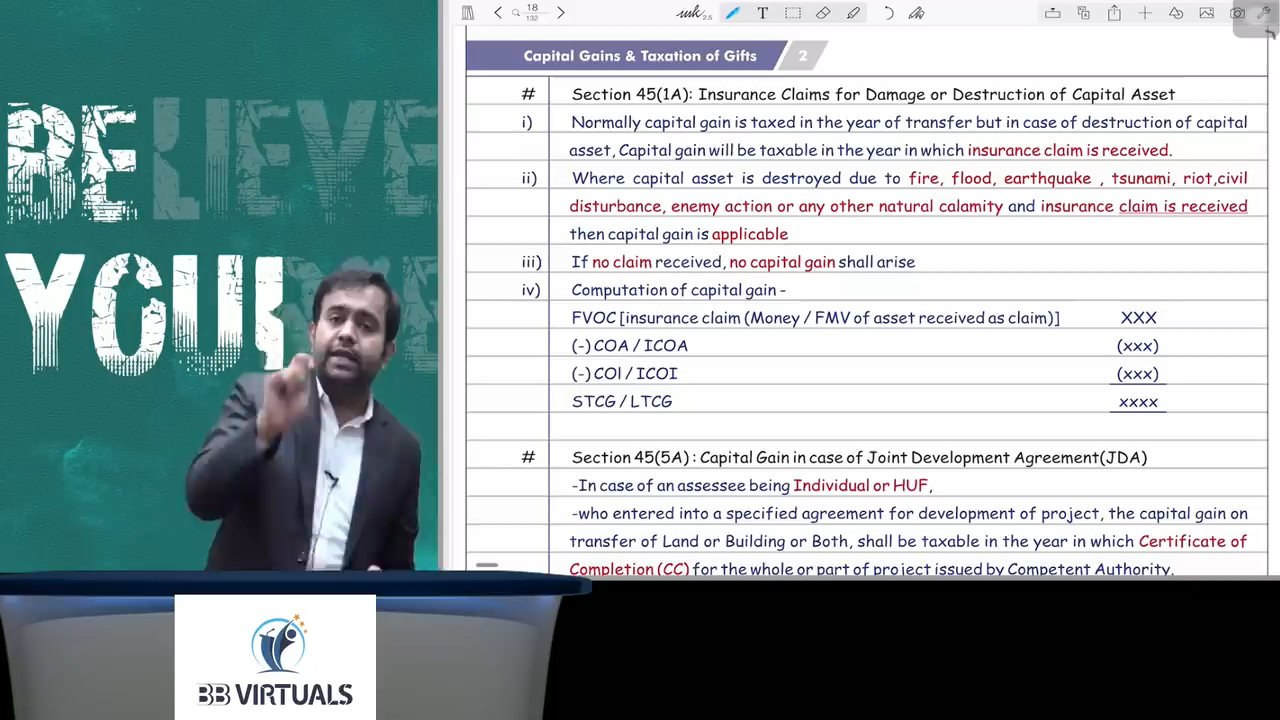 BELIEVE
YOUR
18
132
2.5
T
Capital Gains & Taxation of Gifts 2
# Section 45(1A): Insurance Claims for Damage or Destruction of Capital Asset
i) Normally capital gain is taxed in the year of transfer but in case of destruction of capital
asset, Capital gain will be taxable in the year in which insurance claim is received.
ii) Where capital asset is destroyed due to fire, flood, earthquake , tsunami, riot,civil
disturbance, enemy action or any other natural calamity and insurance claim is received
then capital gain is applicable
iii) If no claim received, no capital gain shall arise
iv) Computation of capital gain -
FVOC [insurance claim (Money / FMV of asset received as claim)] XXX
(-) COA / ICOA (xxx)
(-) COI / ICOI (xxx)
STCG / LTCG xxxx
# Section 45(5A) : Capital Gain in case of Joint Development Agreement(JDA)
-In case of an assessee being Individual or HUF,
-who entered into a specified agreement for development of project, the capital gain on
transfer of Land or Building or Both, shall be taxable in the year in which Certificate of
Completion (CC) for the whole or part of project issued by Competent Authority.
BB VIRTUALS